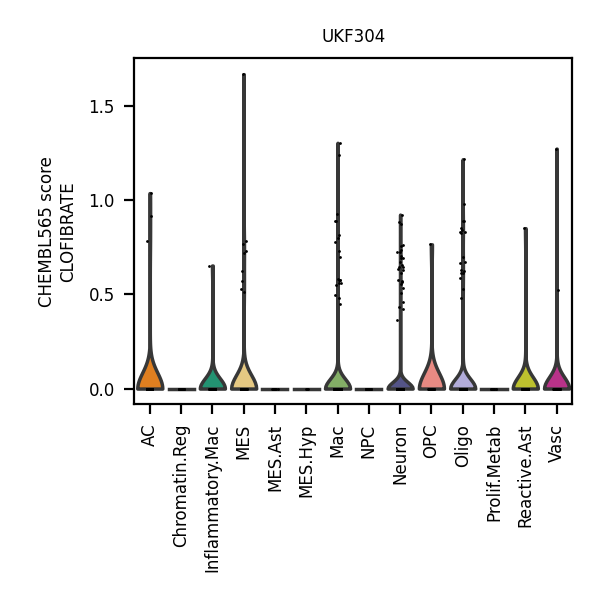 UKF304
CHEMBL565 score
CLOFIBRATE
1.5
1.0
0.5
0.0
AC
Chromatin.Reg
Inflammatory.Mac
MES
MES.Ast
MES.Hyp
Mac
NPC
Neuron
OPC
Oligo
Prolif.Metab
Reactive.Ast
Vasc